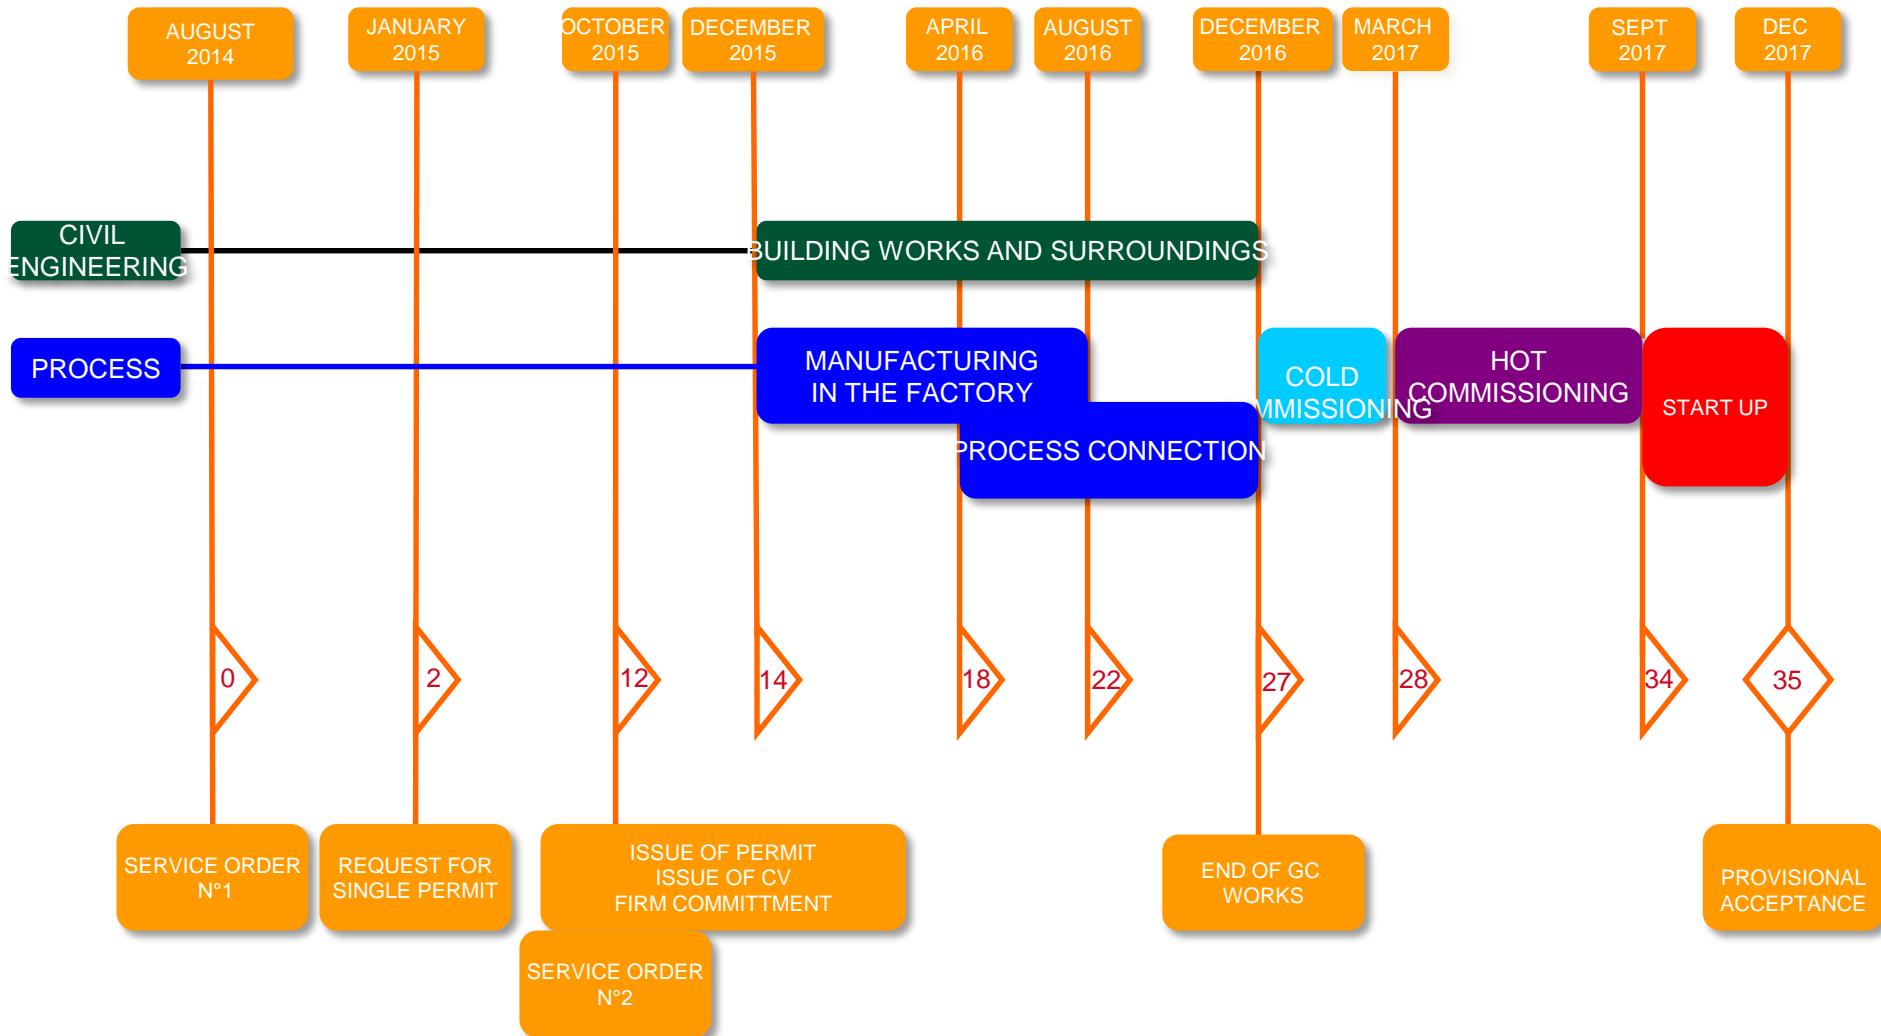 AUGUST
2014
JANUARY
2015
OCTOBER
2015
DECEMBER
2015
APRIL
2016
AUGUST
2016
DECEMBER
2016
MARCH
2017
SEPT
2017
DEC
2017
CIVIL
ENGINEERING
BUILDING WORKS AND SURROUNDINGS
PROCESS
MANUFACTURING
IN THE FACTORY
PROCESS CONNECTION
COLD
MMISSIONING
HOT
COMMISSIONING
START UP
0
2
12
14
18
22
27
28
34
35
SERVICE ORDER
N°1
REQUEST FOR
SINGLE PERMIT
ISSUE OF PERMIT
ISSUE OF CV
FIRM COMMITTMENT
SERVICE ORDER
N°2
END OF GC
WORKS
PROVISIONAL
ACCEPTANCE